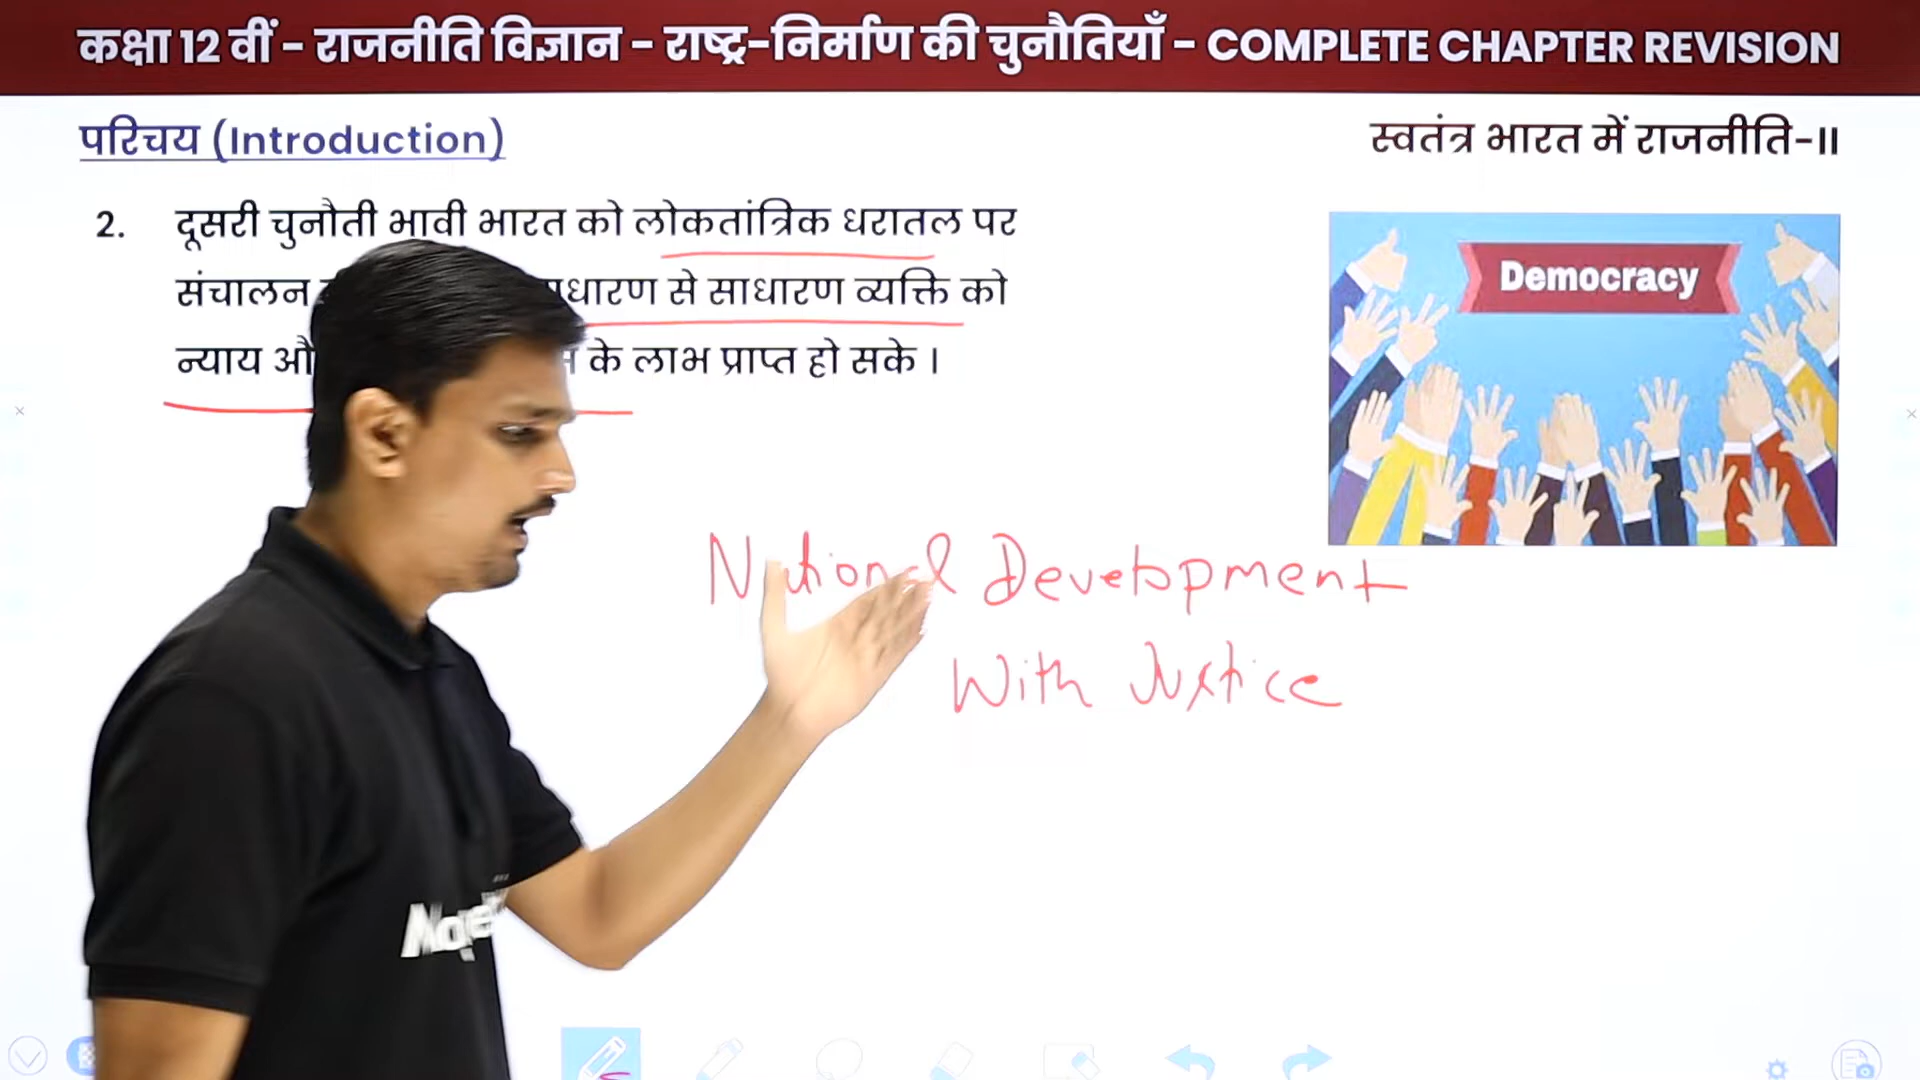 कक्षा 12 वीं - राजनीति विज्ञान - राष्ट्र-निर्माण की चुनौतियाँ - COMPLETE CHAPTER REVISION
परिचय (Introduction)
स्वतंत्र भारत में राजनीति-II
2. दूसरी चुनौती भावी भारत को लोकतांत्रिक धरातल पर
संचालन से साधारण व्यक्ति को
न्याय के लाभ प्राप्त हो सके ।
Democracy
National Development
With Justice